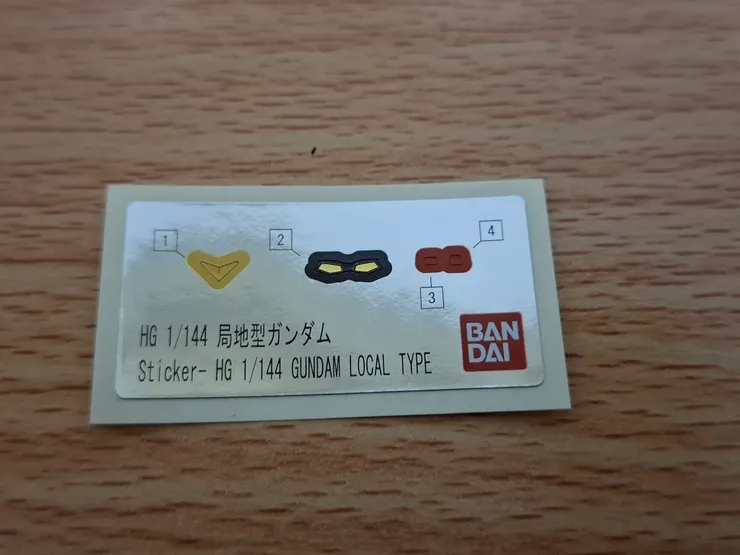 1
2
4
3
HG 1/144 局地型ガンダム
Sticker- HG 1/144 GUNDAM LOCAL TYPE
BAN
DAI